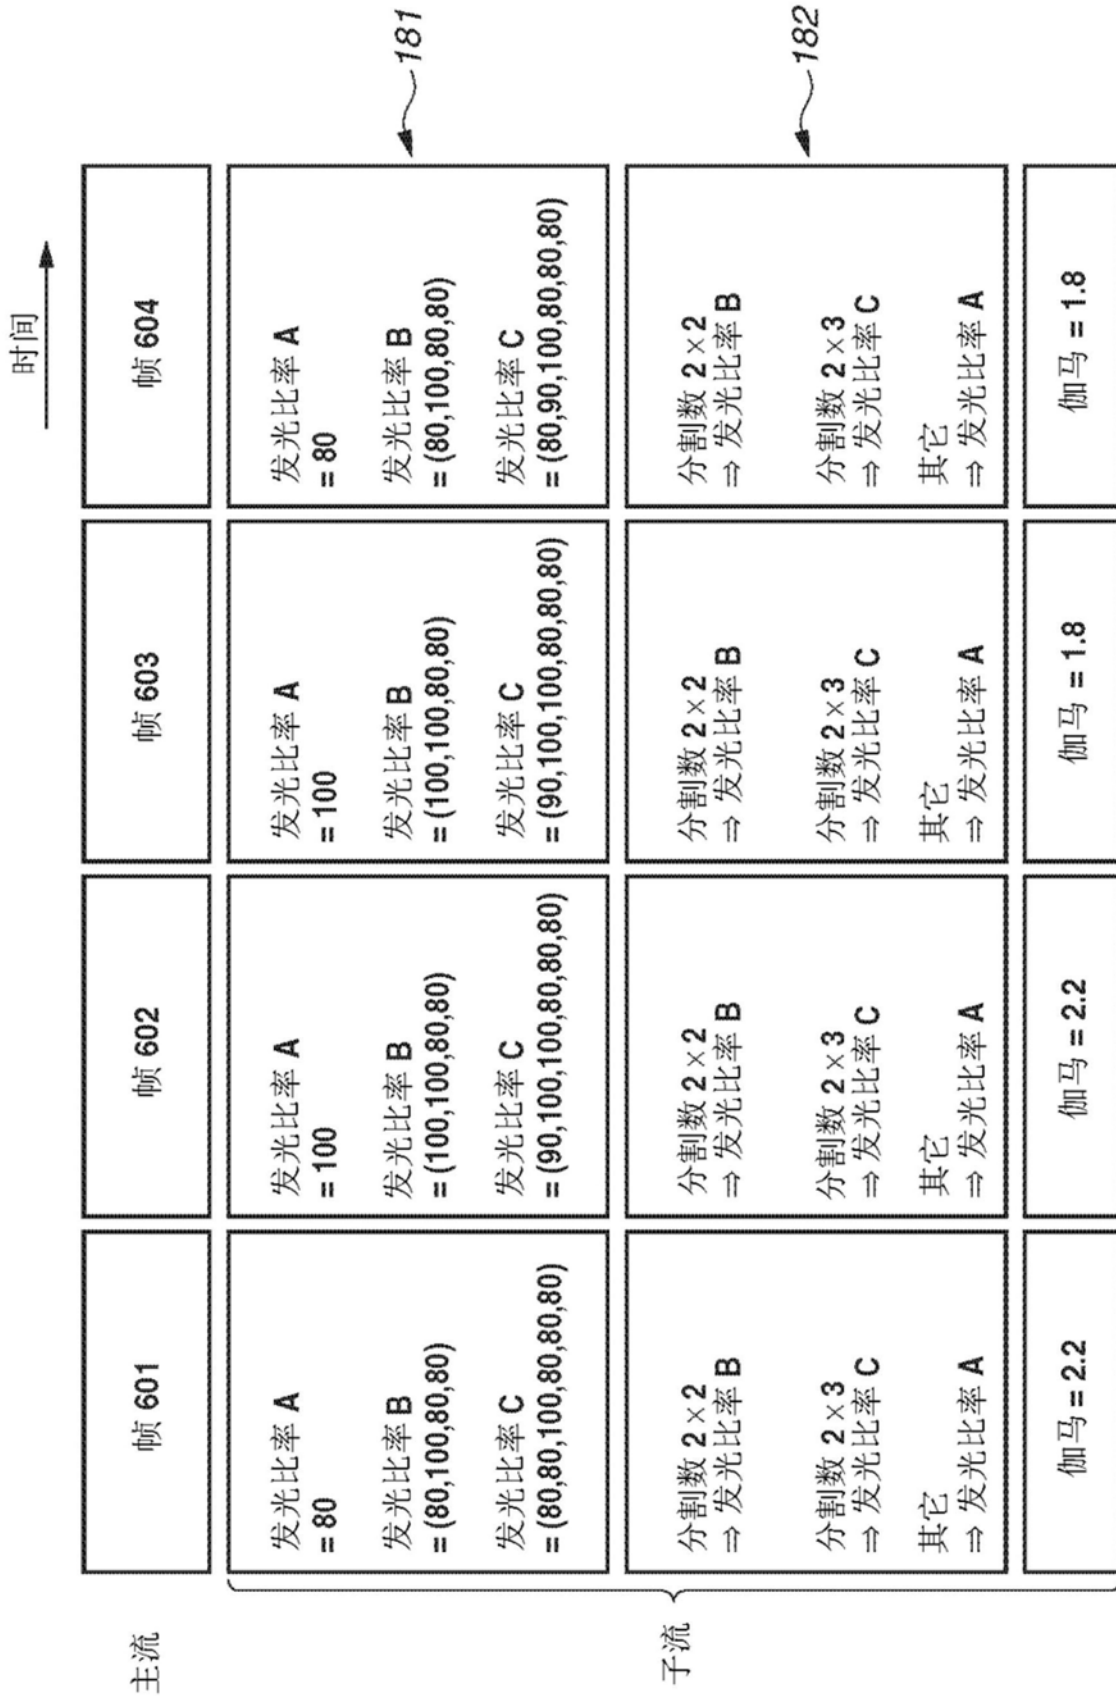 时间
主流
帧 601
帧 602
帧 603
帧 604
子流
发光比率 A
= 80
发光比率 B
= (80,100,80,80)
发光比率 C
= (80,80,100,80,80,80)
发光比率 A
= 100
发光比率 B
= (100,100,80,80)
发光比率 C
= (90,100,100,80,80,80)
发光比率 A
= 100
发光比率 B
= (100,100,80,80)
发光比率 C
= (90,100,100,80,80,80)
发光比率 A
= 80
发光比率 B
= (80,100,80,80)
发光比率 C
= (80,90,100,80,80,80)
181
分割数 2×2
⇒ 发光比率 B
分割数 2×3
⇒ 发光比率 C
其它
⇒ 发光比率 A
分割数 2×2
⇒ 发光比率 B
分割数 2×3
⇒ 发光比率 C
其它
⇒ 发光比率 A
分割数 2×2
⇒ 发光比率 B
分割数 2×3
⇒ 发光比率 C
其它
⇒ 发光比率 A
分割数 2×2
⇒ 发光比率 B
分割数 2×3
⇒ 发光比率 C
其它
⇒ 发光比率 A
182
伽马 = 2.2
伽马 = 2.2
伽马 = 1.8
伽马 = 1.8